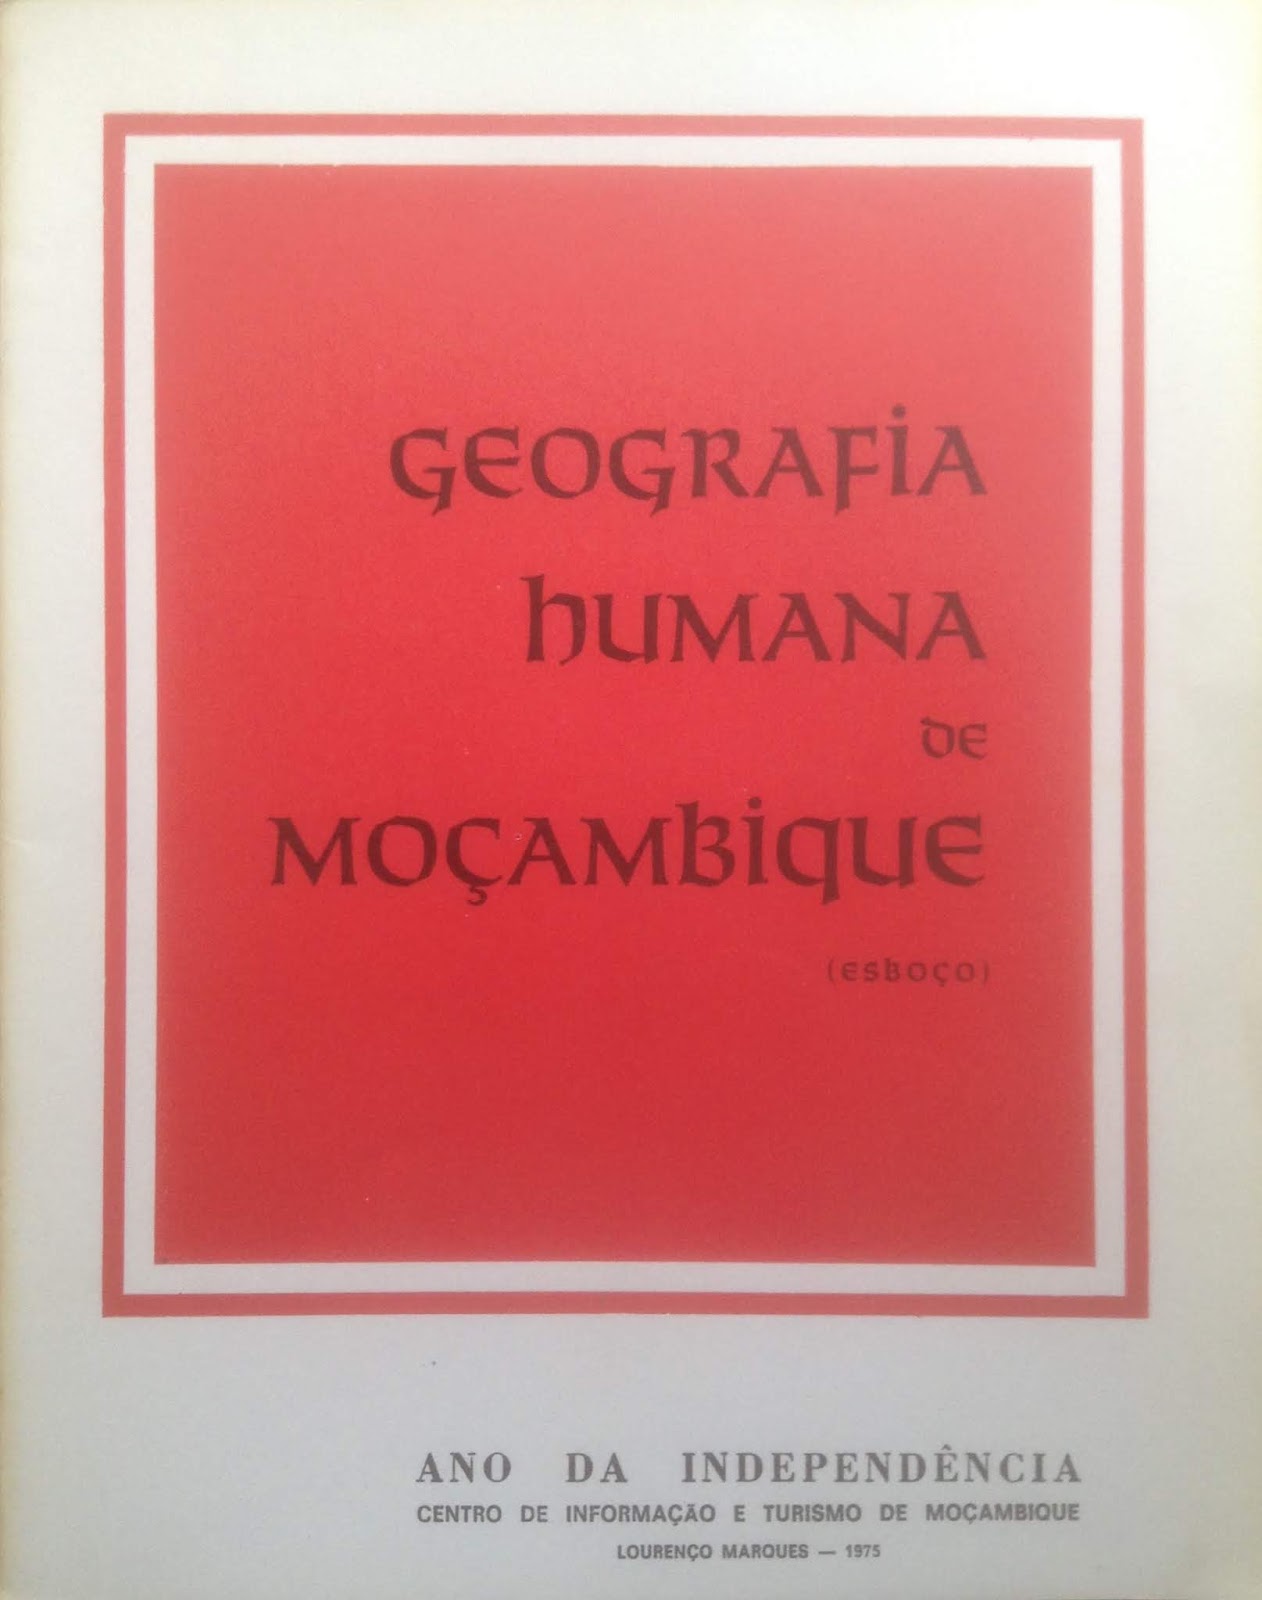 GEOGRAFIA
HUMANA
DE
MOÇAMBIQUE
(ESBOÇO)
ANO DA INDEPENDÊNCIA
CENTRO DE INFORMAÇÃO E TURISMO DE MOÇAMBIQUE
LOURENÇO MARQUES — 1975